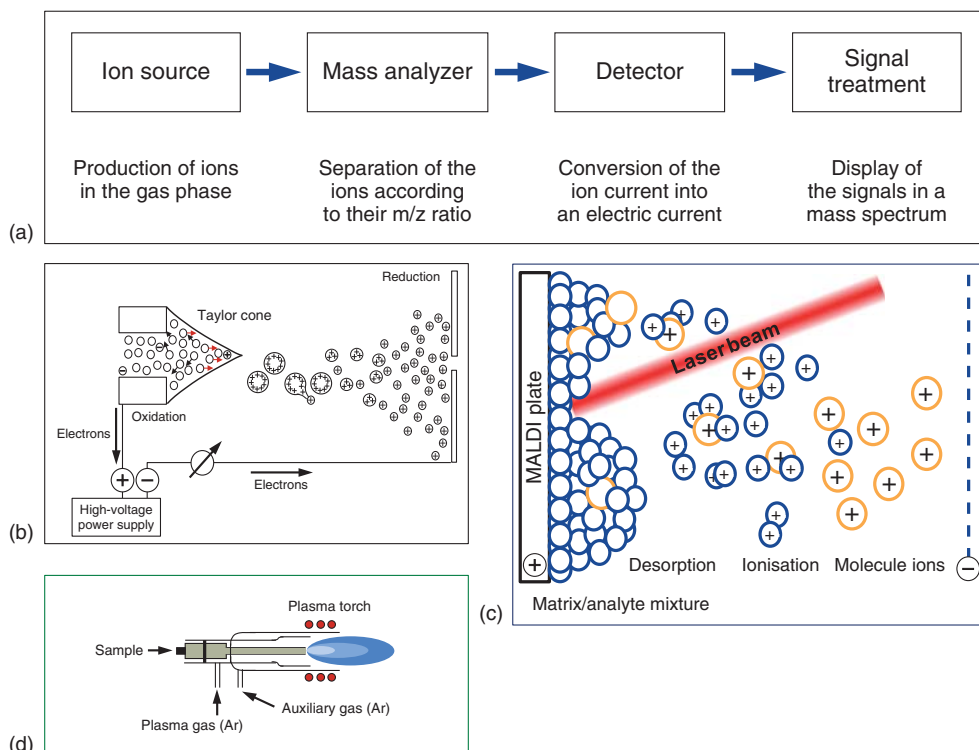 Ion source
Mass analyzer
Detector
Signal
treatment
Production of ions
in the gas phase
Separation of the
ions according
to their m/z ratio
Conversion of the
ion current into
an electric current
Display of
the signals in a
mass spectrum
(a)
Reduction
Taylor cone
Oxidation
Electrons
Electrons
+
−
High-voltage
power supply
(b)
MALDI plate
Laser beam
Desorption
Ionisation
Molecule ions
+
−
Matrix/analyte mixture
(c)
Plasma torch
Sample
Auxiliary gas (Ar)
Plasma gas (Ar)
(d)